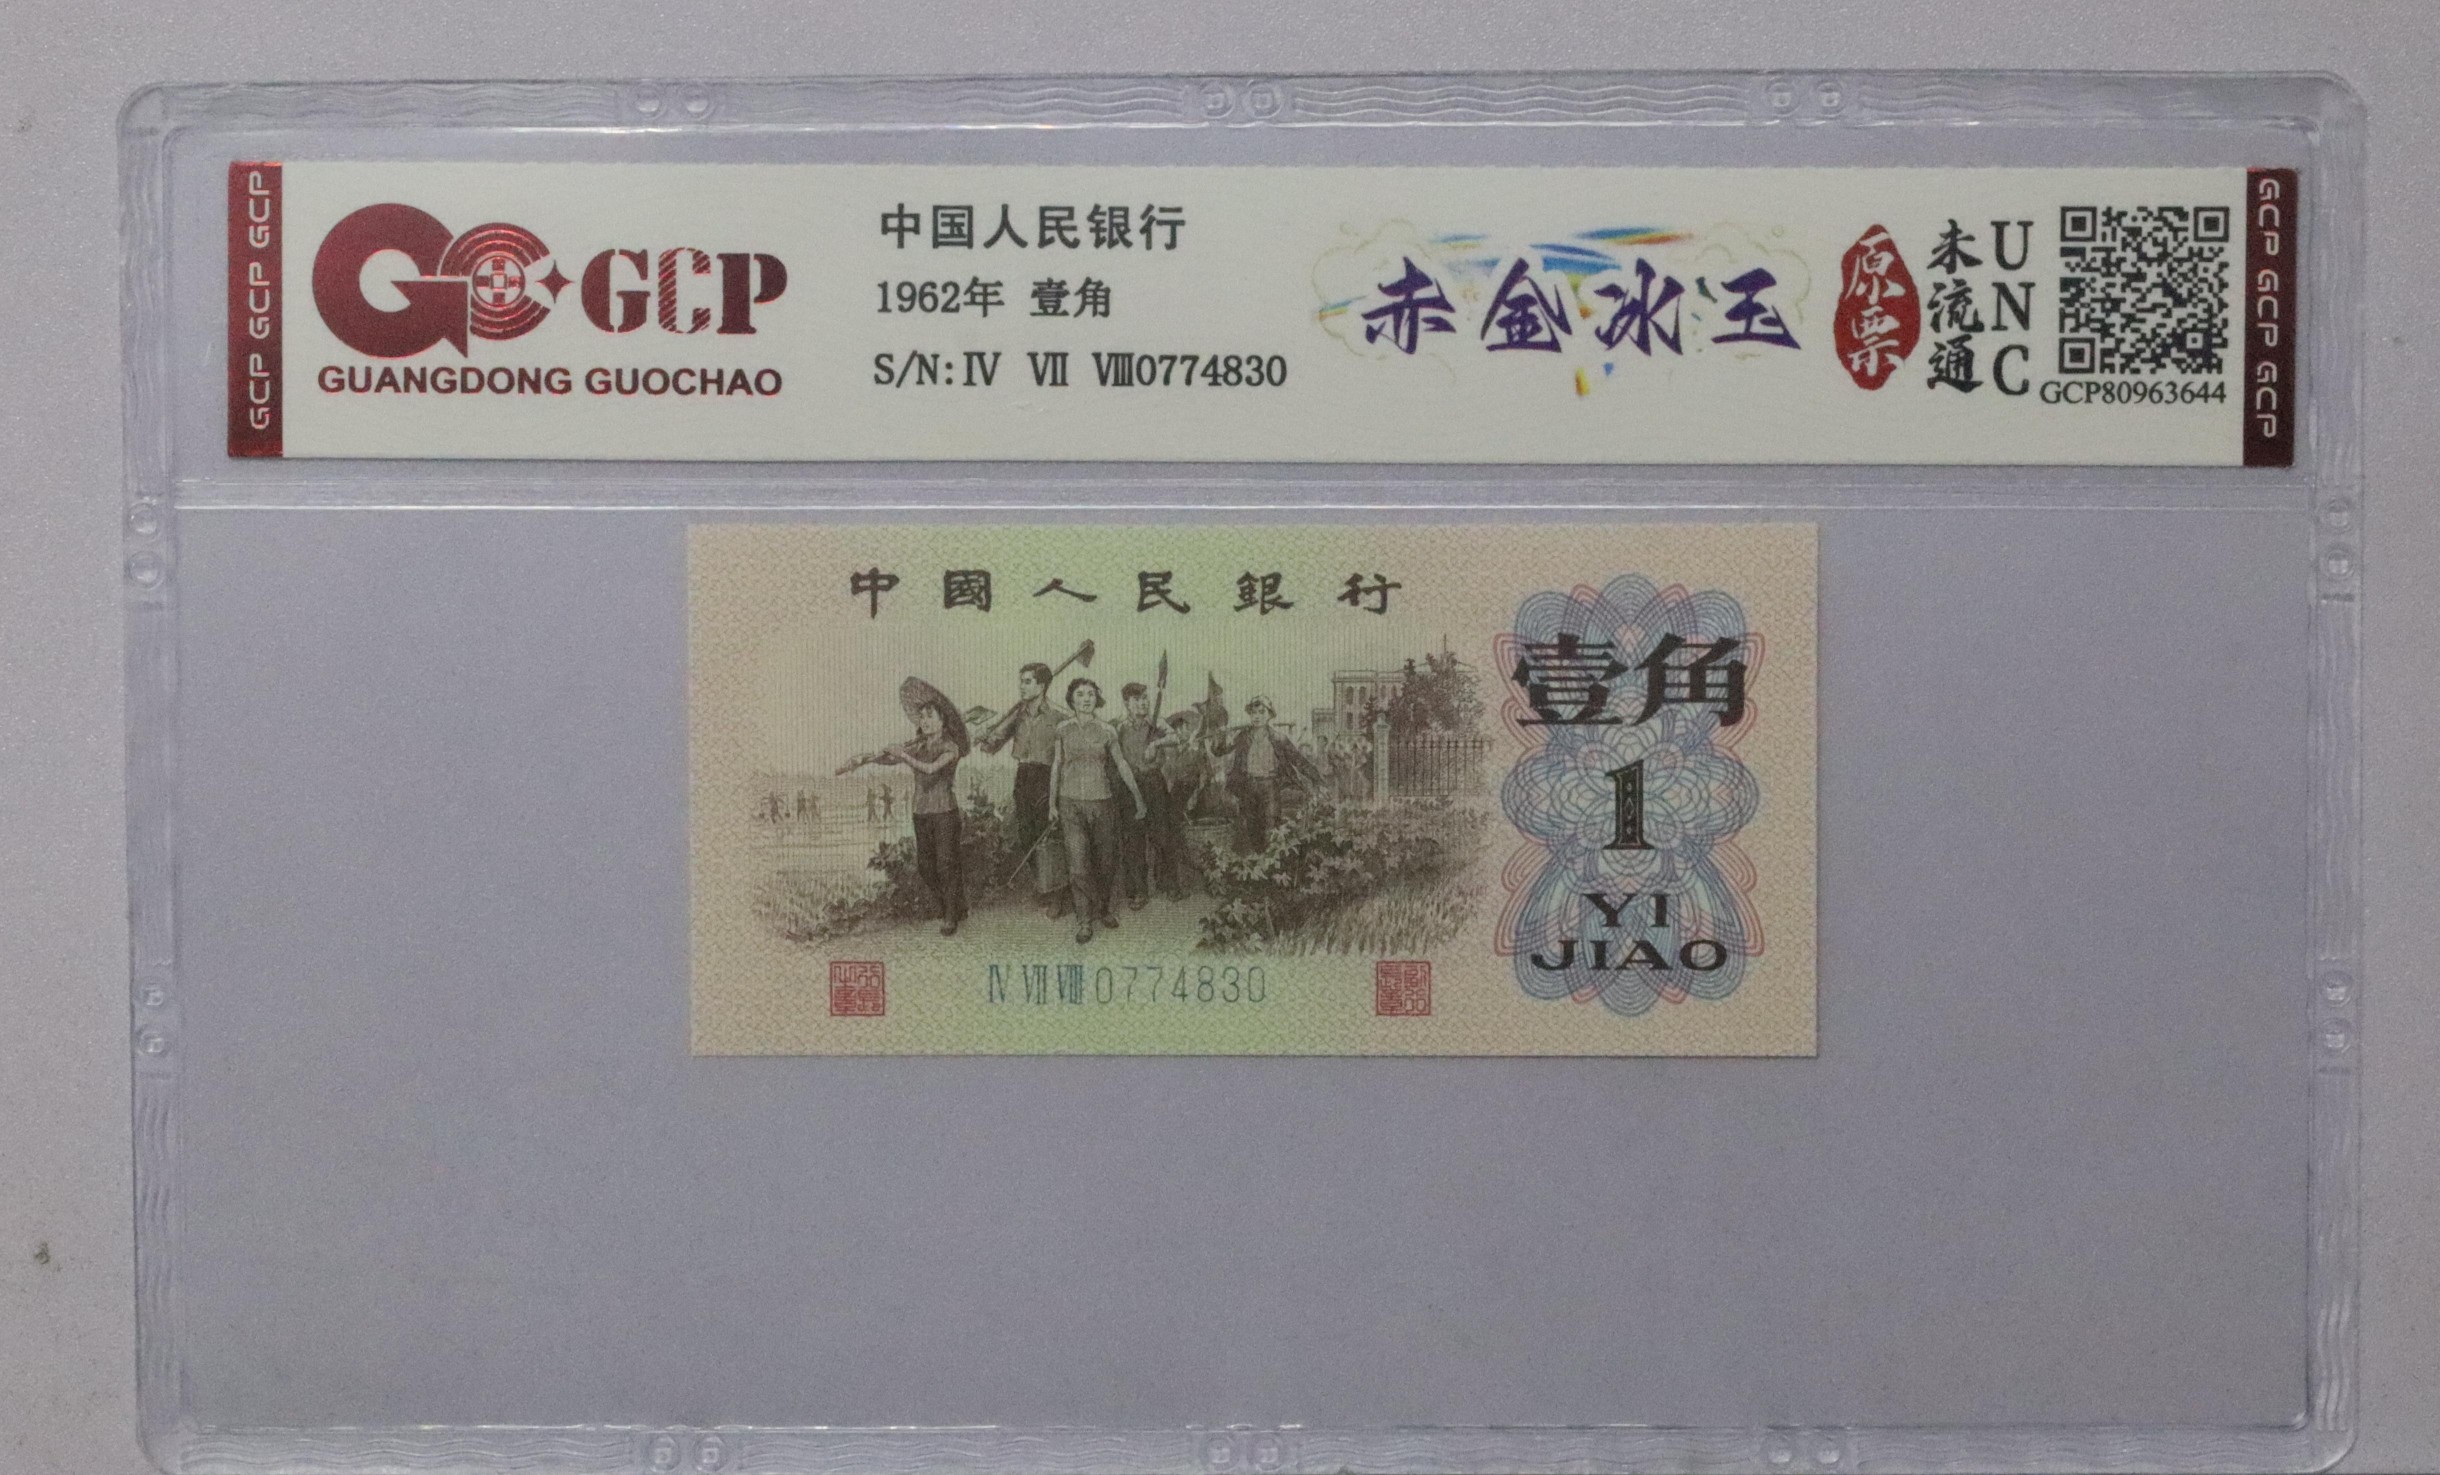 GCP GCP GCP
GCP
GUANGDONG GUOCHAO
中国人民银行
1962年 壹角
S/N:Ⅳ Ⅶ Ⅷ0774830
赤金冰玉
原票
未流通
UNC
GCP80963644
GCP GCP GCP
中國人民銀行
壹角
1
YI
JIAO
Ⅳ Ⅶ Ⅷ 0774830